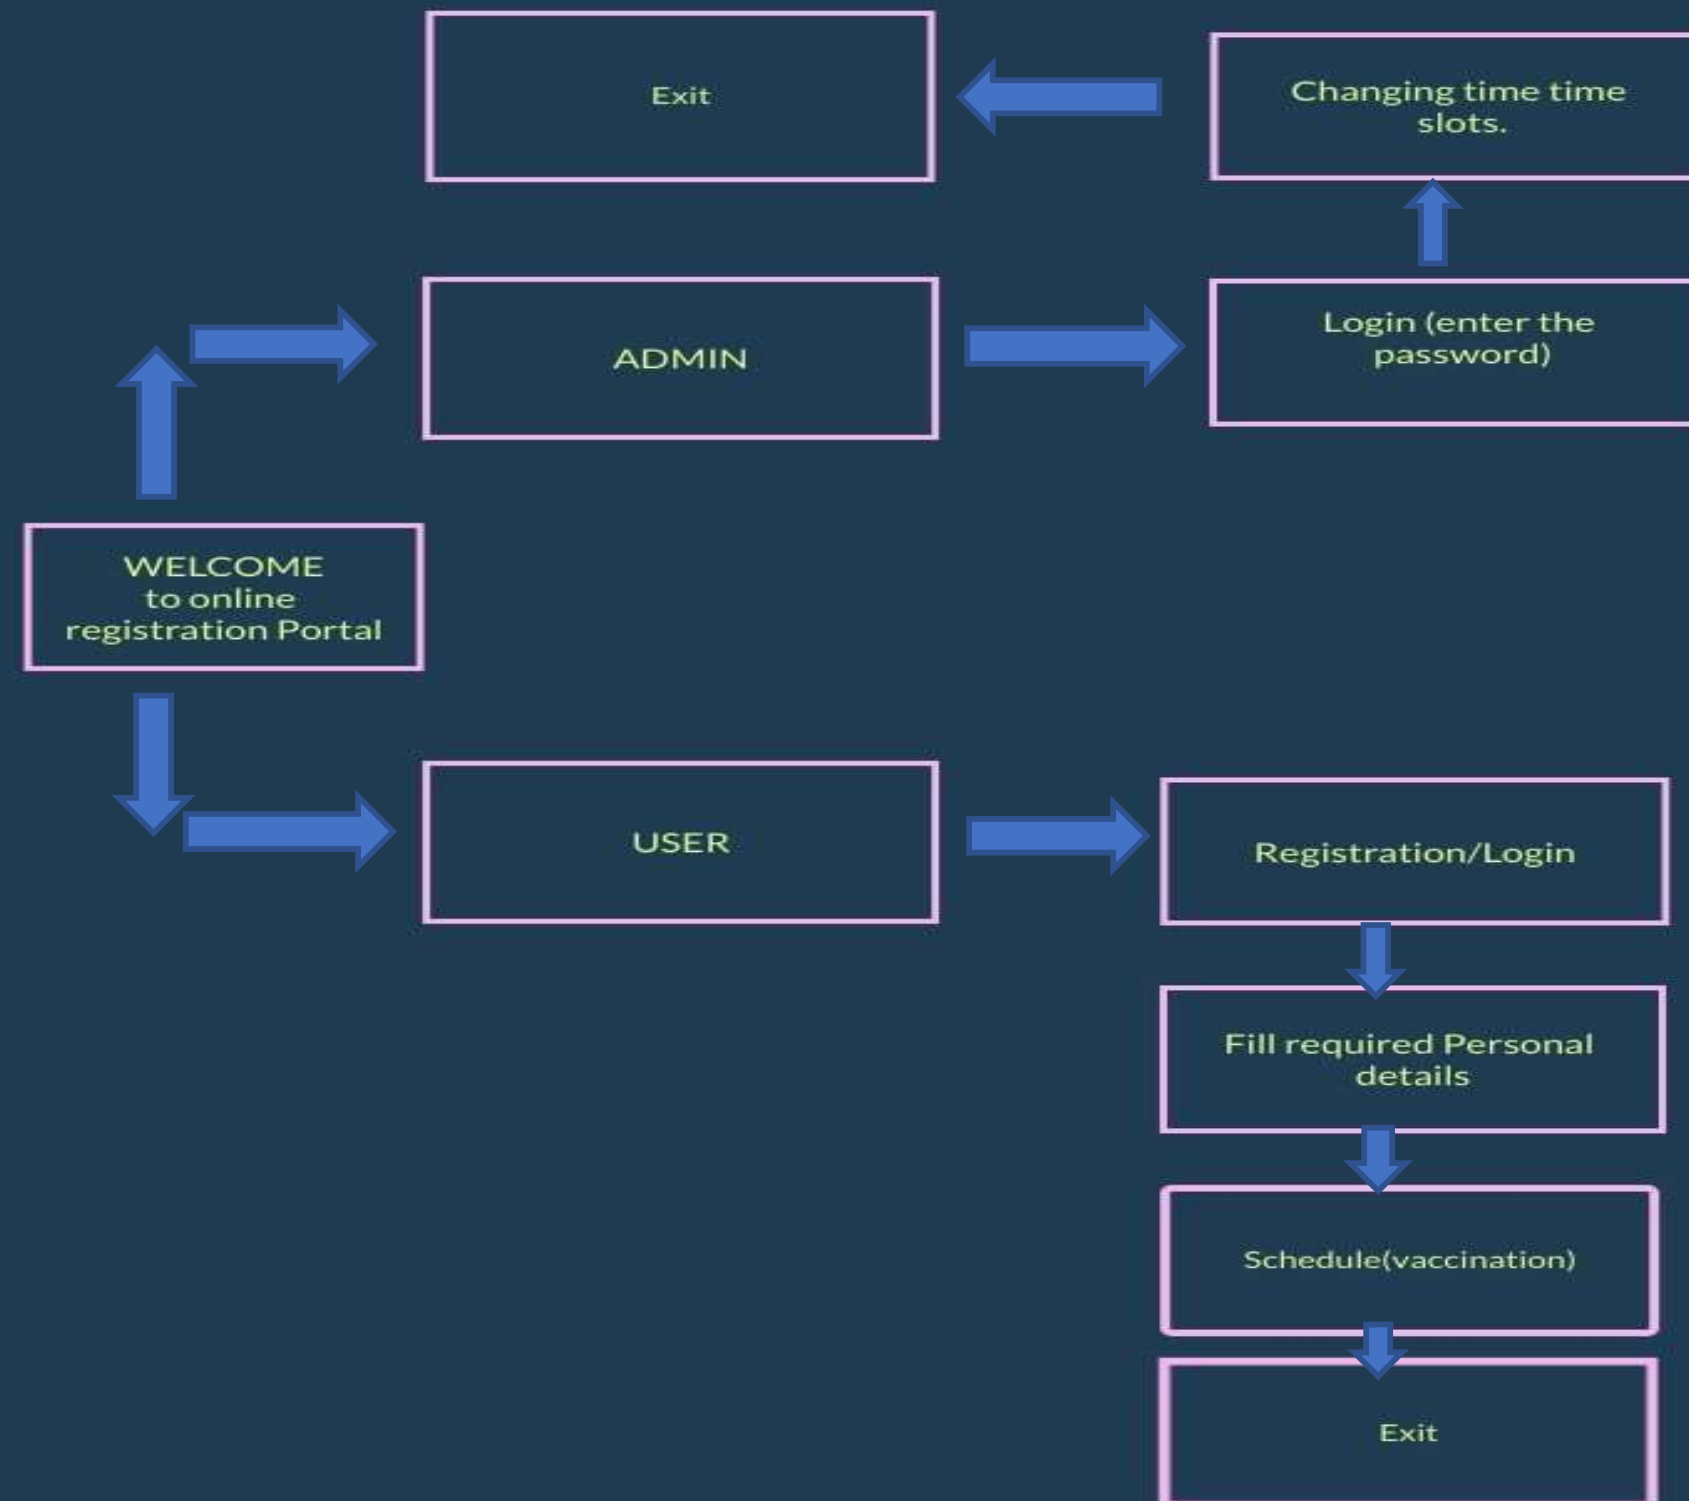 Exit
Changing time time
slots.
ADMIN
Login (enter the
password)
WELCOME
to online
registration Portal
USER
Registration/Login
Fill required Personal
details
Schedule(vaccination)
Exit